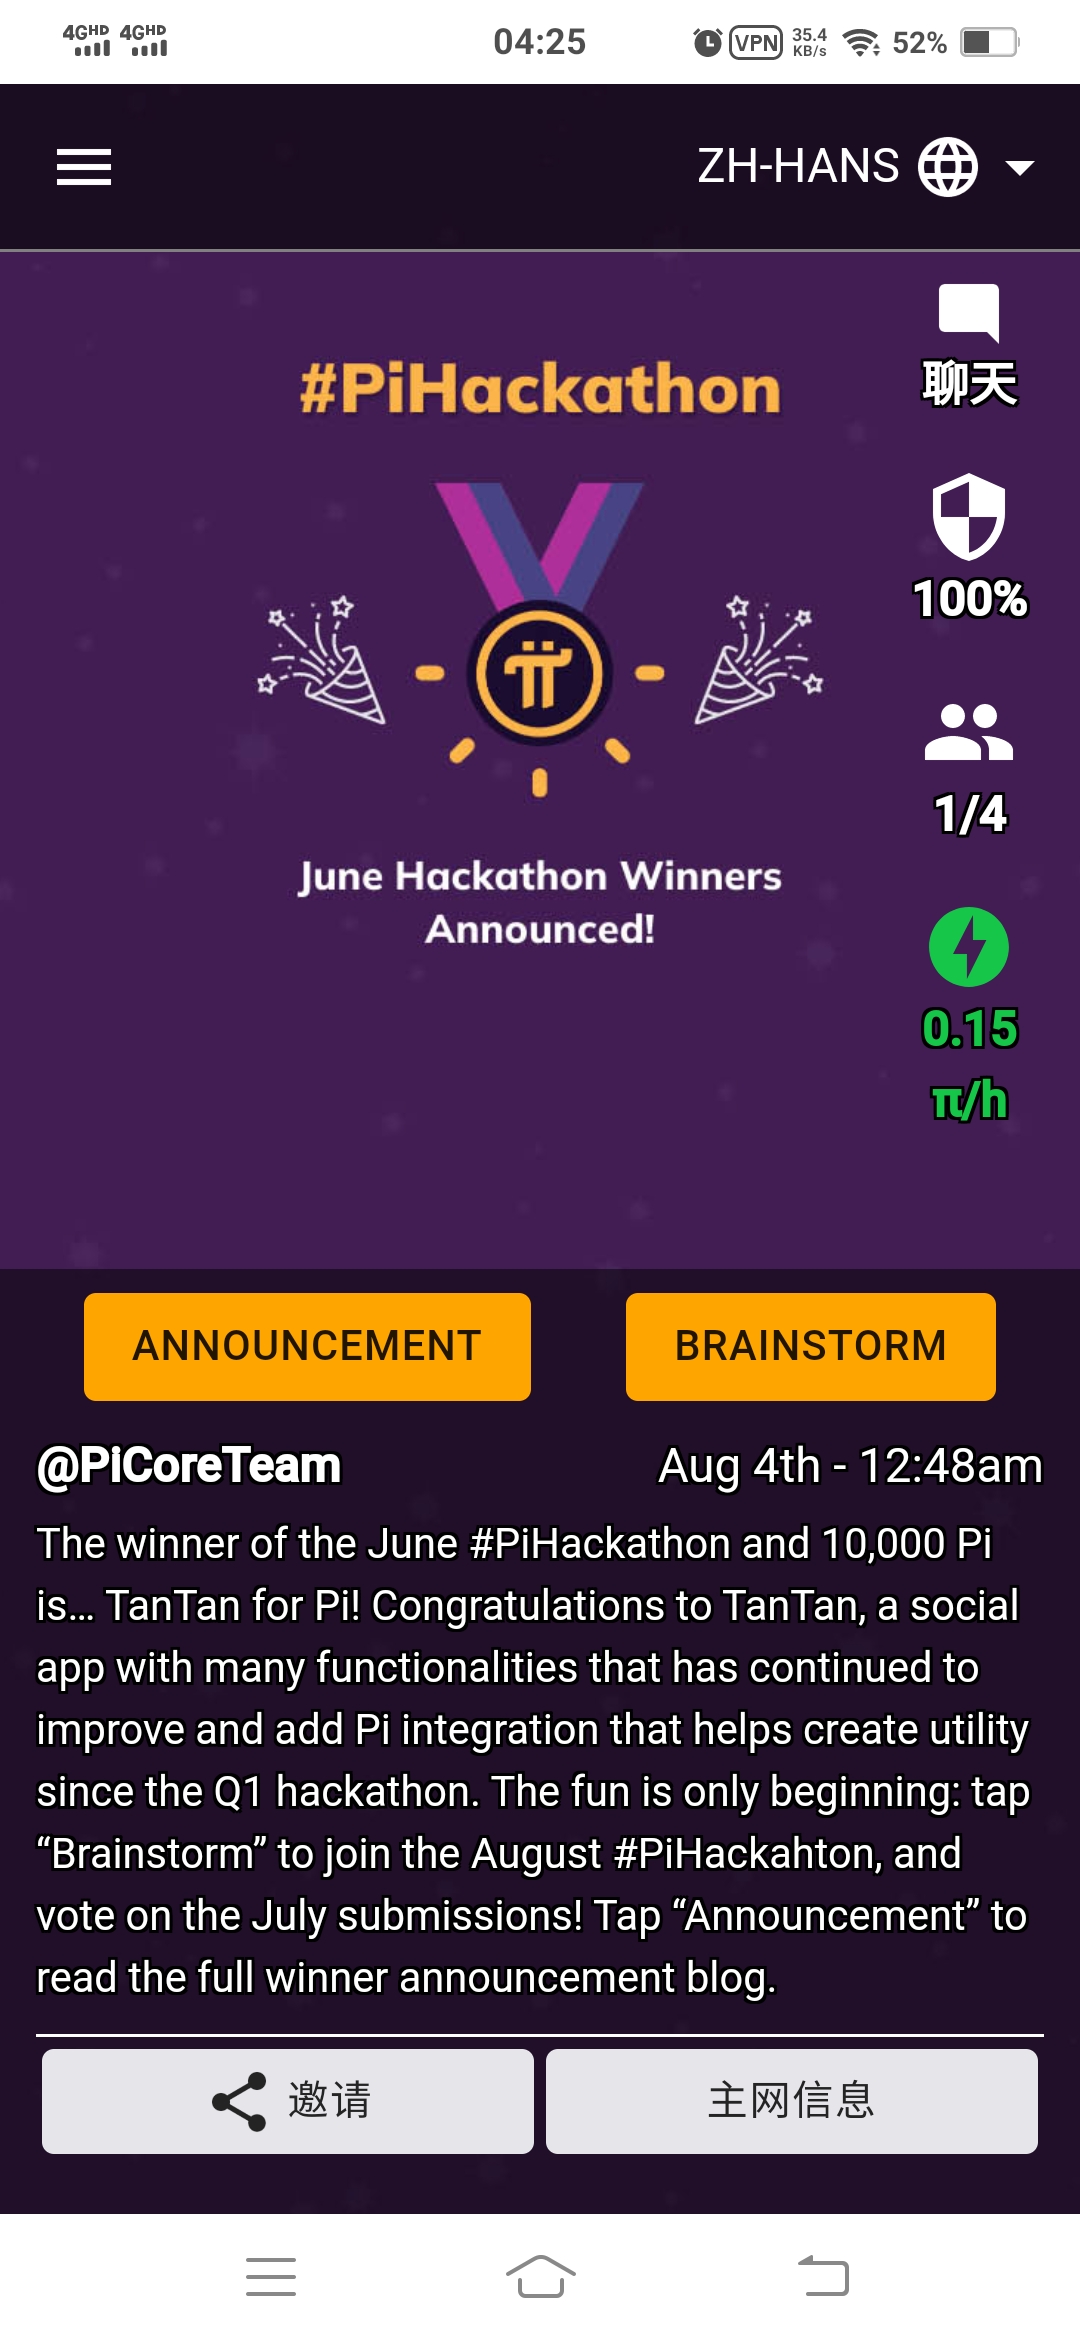 4GHD 4GHD 04:25 VPN 35.4 KB/s 52%
ZH-HANS
聊天
#PiHackathon
100%
1/4
June Hackathon Winners
Announced!
0.15
π/h
ANNOUNCEMENT BRAINSTORM
@PiCoreTeam Aug 4th - 12:48am
The winner of the June #PiHackathon and 10,000 Pi
is... TanTan for Pi! Congratulations to TanTan, a social
app with many functionalities that has continued to
improve and add Pi integration that helps create utility
since the Q1 hackathon. The fun is only beginning: tap
“Brainstorm” to join the August #PiHackahton, and
vote on the July submissions! Tap “Announcement” to
read the full winner announcement blog.
邀请 主网信息